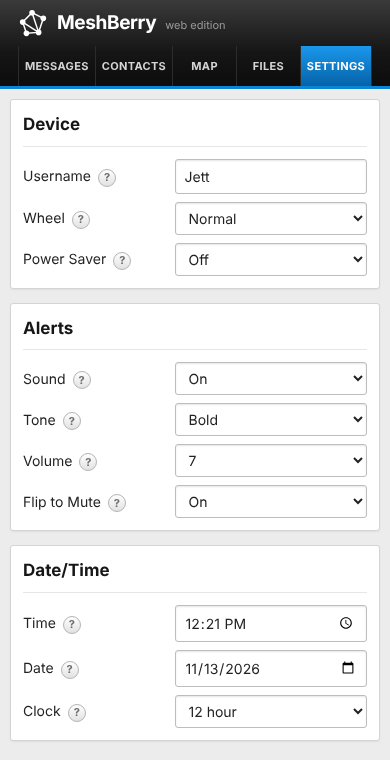 MeshBerry web edition
MESSAGES CONTACTS MAP FILES SETTINGS
Device
Username ? Jett
Wheel ? Normal
Power Saver ? Off
Alerts
Sound ? On
Tone ? Bold
Volume ? 7
Flip to Mute ? On
Date/Time
Time ? 12:21 PM
Date ? 11/13/2026
Clock ? 12 hour